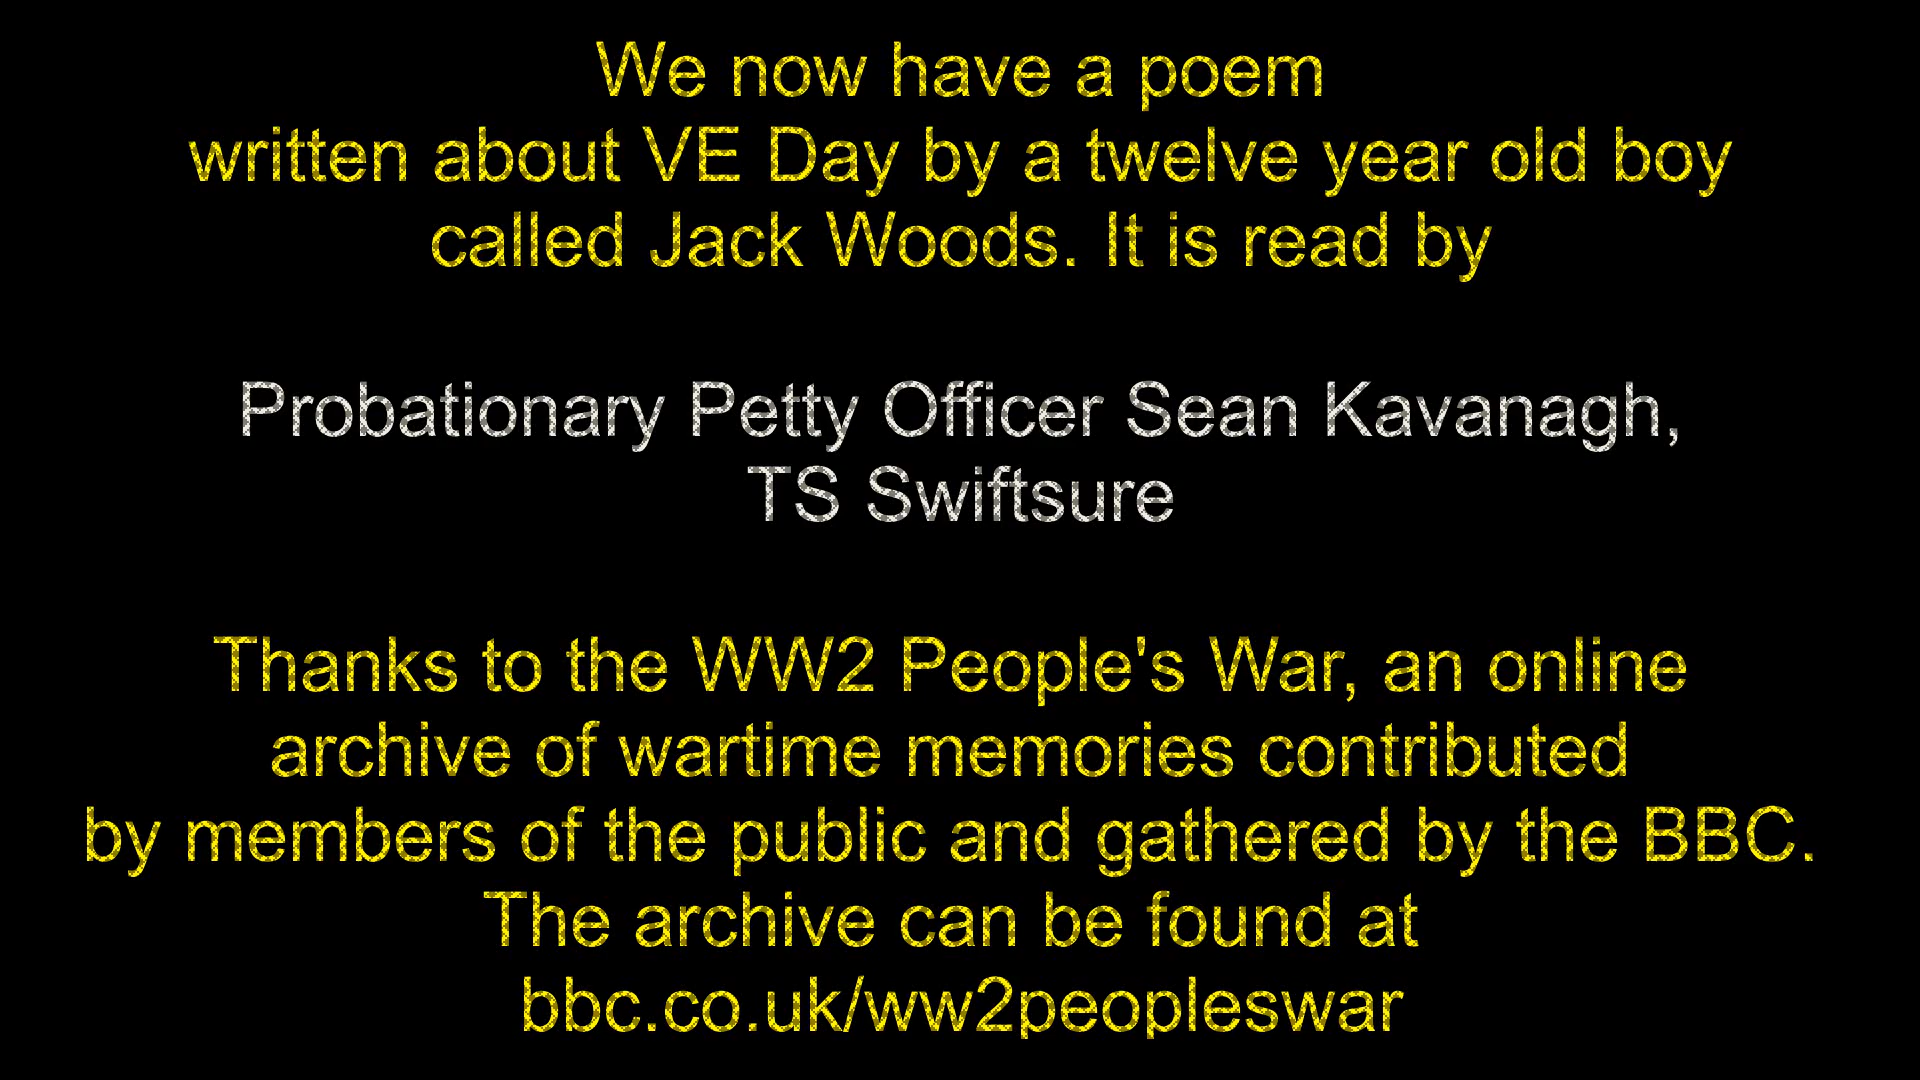 We now have a poem
written about VE Day by a twelve year old boy
called Jack Woods. It is read by
Probationary Petty Officer Sean Kavanagh,
TS Swiftsure
Thanks to the WW2 People's War, an online
archive of wartime memories contributed
by members of the public and gathered by the BBC.
The archive can be found at
bbc.co.uk/ww2peopleswar